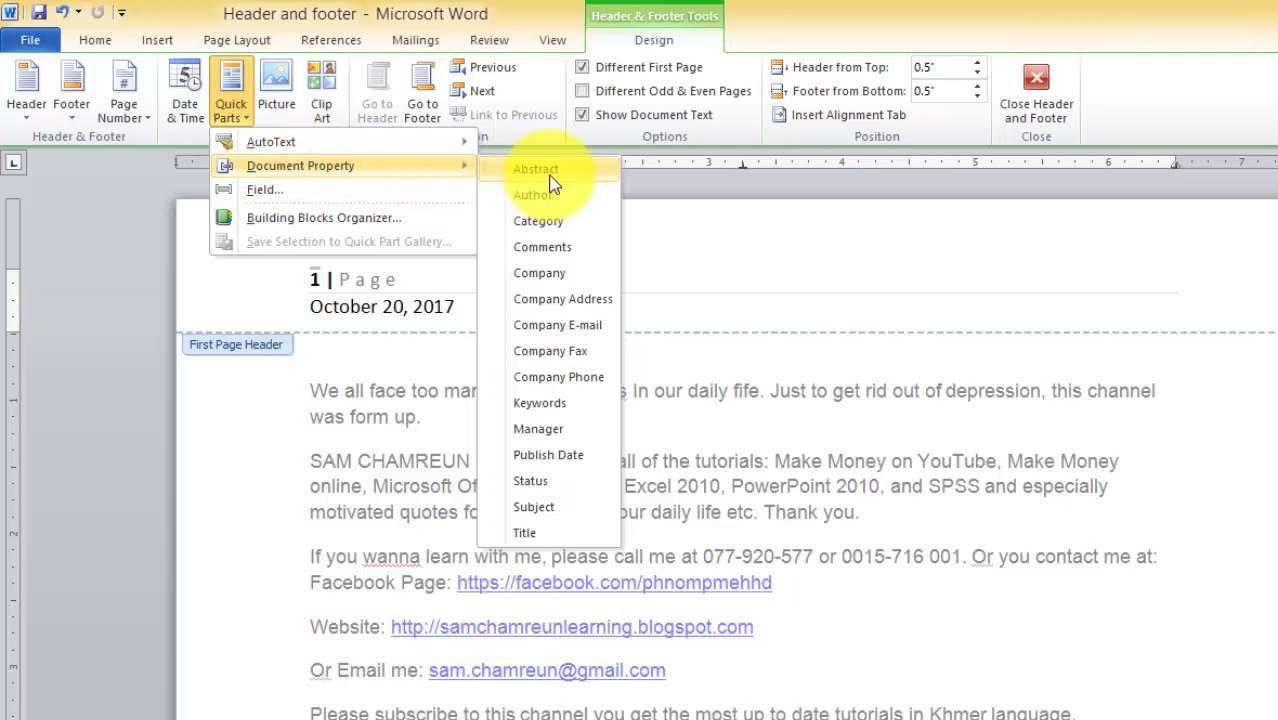 Header and footer - Microsoft Word
Header & Footer Tools
File Home Insert Page Layout References Mailings Review View Design
Header Footer Page Number Date & Time Quick Parts Picture Clip Art Go to Header Go to Footer
Previous
Next
Link to Previous
Different First Page
Different Odd & Even Pages
Show Document Text
Header from Top: 0.5"
Footer from Bottom: 0.5"
Insert Alignment Tab
Close Header and Footer
Header & Footer Options Position Close
AutoText
Document Property
Field...
Building Blocks Organizer...
Save Selection to Quick Part Gallery...
Abstract
Author
Category
Comments
Company
Company Address
Company E-mail
Company Fax
Company Phone
Keywords
Manager
Publish Date
Status
Subject
Title
1 3 4 5 6 7
1 | P a g e
October 20, 2017
First Page Header
We all face too s In our daily fife. Just to get rid out of depression, this channel
was form up.
SAM CHAMREUN all of the tutorials: Make Money on YouTube, Make Money
online, Microsoft Excel 2010, PowerPoint 2010, and SPSS and especially
motivated quotes our daily life etc. Thank you.
If you wanna learn with me, please call me at 077-920-577 or 0015-716 001. Or you contact me at:
Facebook Page: https://facebook.com/phnompmehhd
Website: http://samchamreunlearning.blogspot.com
Or Email me: sam.chamreun@gmail.com
Please subscribe to this channel you get the most up to date tutorials in Khmer language.
1
2
3